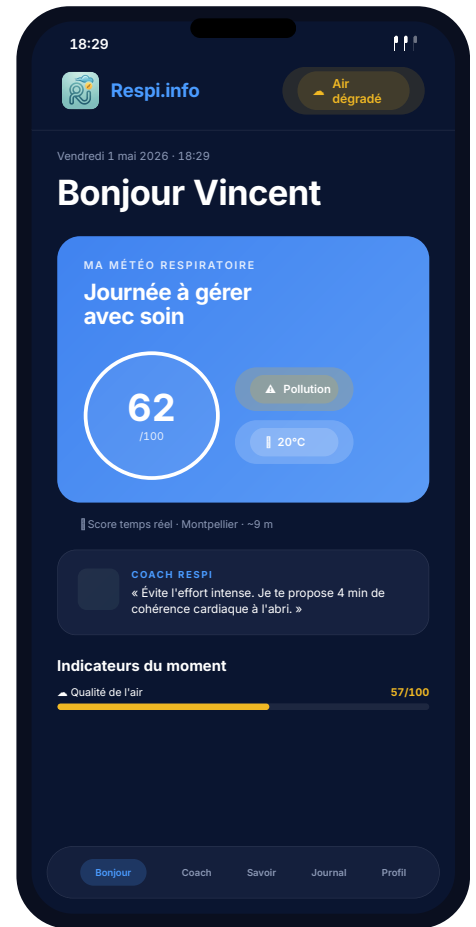 18:29
Respi.info
☁ Air
dégradé
Vendredi 1 mai 2026 · 18:29
Bonjour Vincent
MA MÉTÉO RESPIRATOIRE
Journée à gérer
avec soin
62
/100
⚠ Pollution
20°C
Score temps réel · Montpellier · ~9 m
COACH RESPI
« Évite l'effort intense. Je te propose 4 min de
cohérence cardiaque à l'abri. »
Indicateurs du moment
☁ Qualité de l'air 57/100
Bonjour Coach Savoir Journal Profil